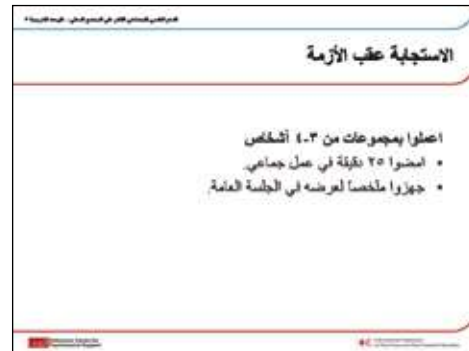 الاستجابة عقب الأزمة
اعملوا بمجموعات من ٣-٤ أشخاص
• امضوا ٢٥ دقيقة في عمل جماعي.
• جهزوا ملخصاً لعرضه في الجلسة العامة.